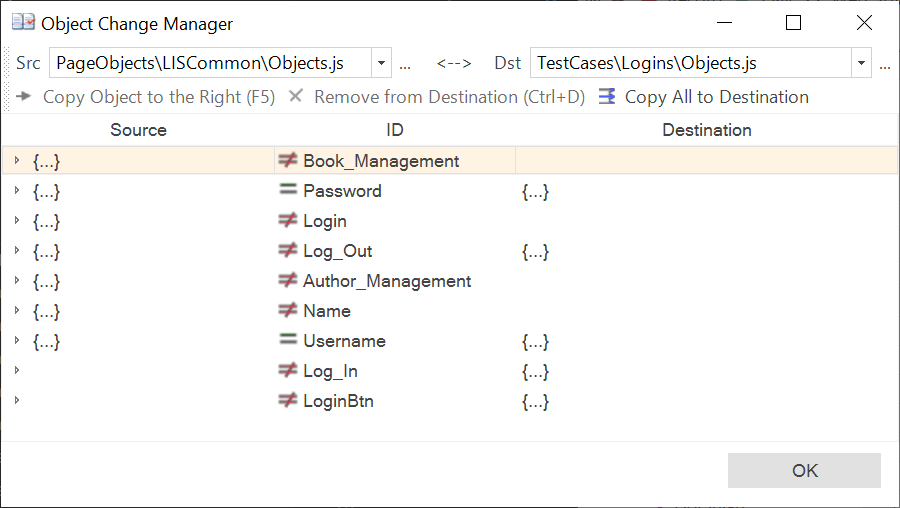 Object Change Manager
Src PageObjects\LISCommon\Objects.js ... <--> Dst TestCases\Logins\Objects.js ...
Copy Object to the Right (F5) Remove from Destination (Ctrl+D) Copy All to Destination
Source ID Destination
{...} Book_Management
{...} Password {...}
{...} Login
{...} Log_Out {...}
{...} Author_Management
{...} Name
{...} Username {...}
Log_In {...}
LoginBtn {...}
OK